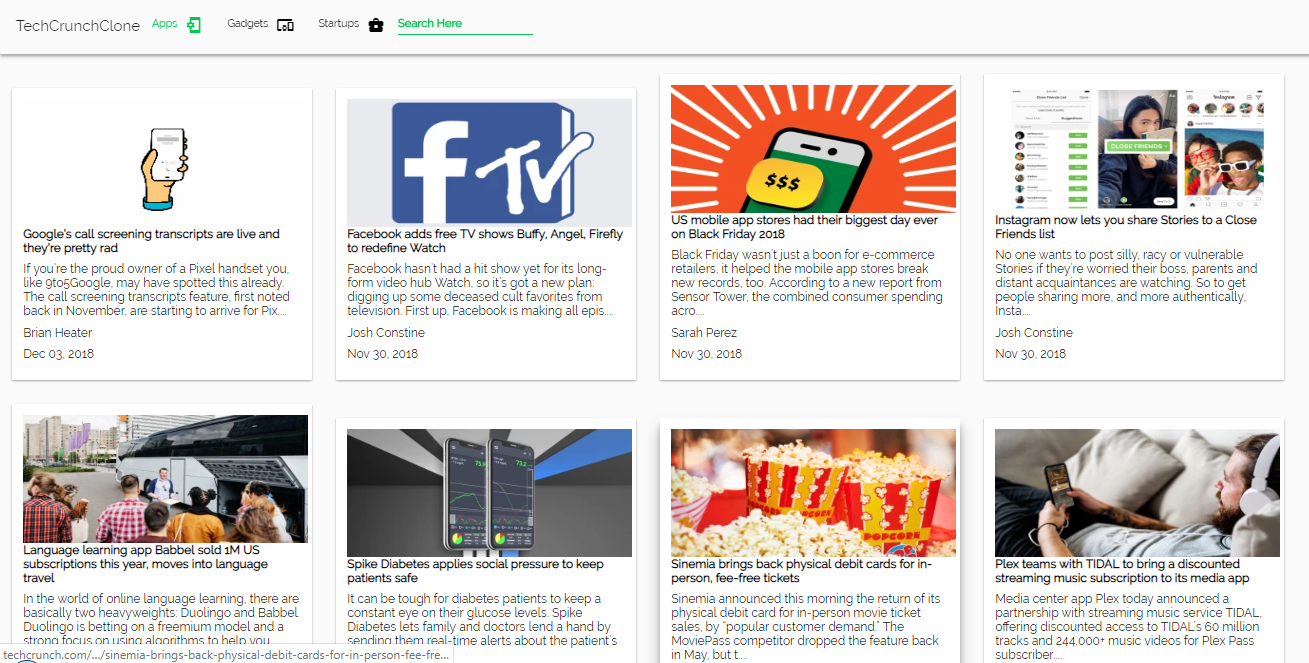 TechCrunchClone Apps Gadgets Startups Search Here
Google's call screening transcripts are live and
they're pretty rad
If you're the proud owner of a Pixel handset you,
like 9to5Google, may have spotted this already.
The call screening transcripts feature, first noted
back in November, are starting to arrive for Pix....
Brian Heater
Dec 03, 2018
f TV
Facebook adds free TV shows Buffy, Angel, Firefly
to redefine Watch
Facebook hasn't had a hit show yet for its long-
form video hub Watch, so it's got a new plan:
digging up some deceased cult favorites from
television. First up, Facebook is making all epis....
Josh Constine
Nov 30, 2018
$$$
US mobile app stores had their biggest day ever
on Black Friday 2018
Black Friday wasn't just a boon for e-commerce
retailers, it helped the mobile app stores break
new records, too. According to a new report from
Sensor Tower, the combined consumer spending
acro....
Sarah Perez
Nov 30, 2018
Close Friends List
CLOSE FRIENDS
Instagram
Instagram now lets you share Stories to a Close
Friends list
No one wants to post silly, racy or vulnerable
Stories if they're worried their boss, parents and
distant acquaintances are watching. So to get
people sharing more, and more authentically,
Insta....
Josh Constine
Nov 30, 2018
Language learning app Babbel sold 1M US
subscriptions this year, moves into language
travel
In the world of online language learning, there are
basically two heavyweights: Duolingo and Babbel
Duolingo is betting on a freemium model and a
strong focus on using algorithms to help you
Spike Diabetes applies social pressure to keep
patients safe
It can be tough for diabetes patients to keep a
constant eye on their glucose levels. Spike
Diabetes lets family and doctors lend a hand by
sending them real-time alerts about the patient's
POPCORN
POPCORN
Sinemia brings back physical debit cards for in-
person, fee-free tickets
Sinemia announced this morning the return of its
physical debit card for in-person movie ticket
sales, by "popular customer demand." The
MoviePass competitor dropped the feature back
in May, but t....
Plex teams with TIDAL to bring a discounted
streaming music subscription to its media app
Media center app Plex today announced a
partnership with streaming music service TIDAL,
offering discounted access to TIDAL's 60 million
tracks and 244,000+ music videos for Plex Pass
subscriber....
techcrunch.com/.../sinemia-brings-back-physical-debit-cards-for-in-person-fee-fre...